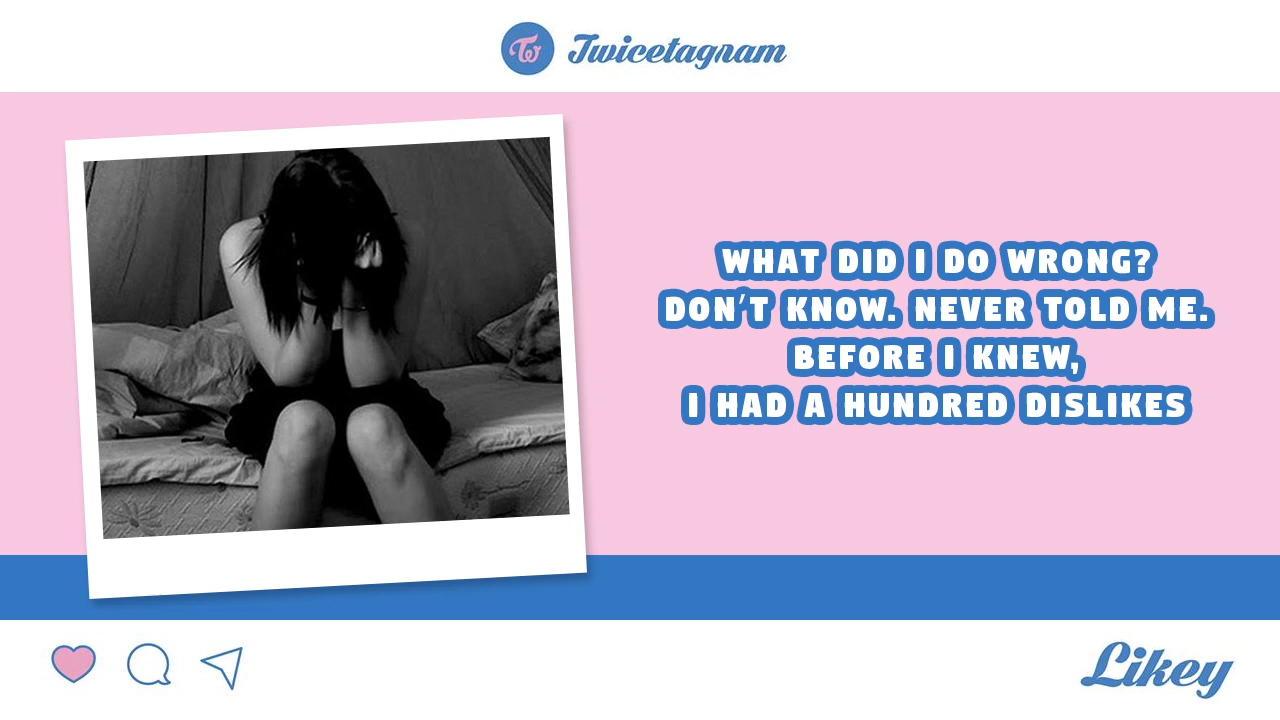 Twicetagram
WHAT DID I DO WRONG?
DON'T KNOW. NEVER TOLD ME.
BEFORE I KNEW,
I HAD A HUNDRED DISLIKES
Likey